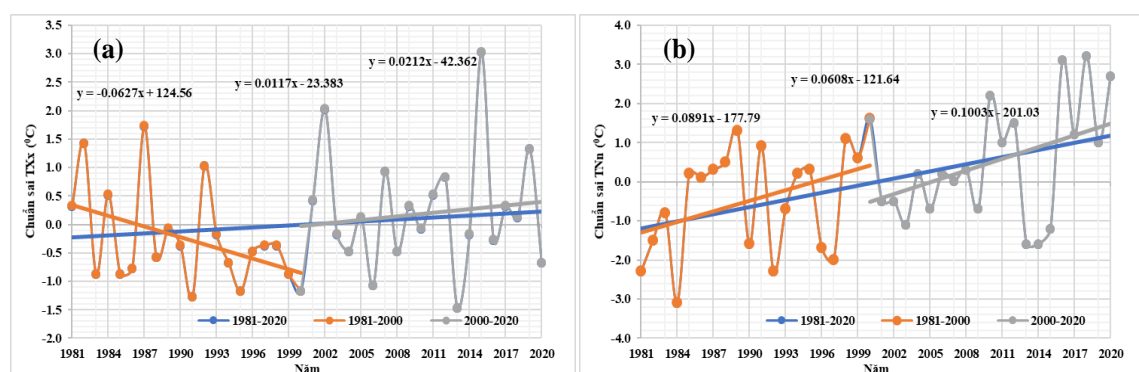 (a)
y = -0.0627x + 124.56
y = 0.0117x - 23.383
y = 0.0212x - 42.362
Chuẩn sai TXx (⁰C)
3.5
3.0
2.5
2.0
1.5
1.0
0.5
0.0
-0.5
-1.0
-1.5
-2.0
1981-2020 1981-2000 2000-2020
1981 1984 1987 1990 1993 1996 1999 2002 2005 2008 2011 2014 2017 2020
Năm
(b)
y = 0.0891x - 177.79
y = 0.0608x - 121.64
y = 0.1003x - 201.03
Chuẩn sai TNn (⁰C)
4.0
3.0
2.0
1.0
0.0
-1.0
-2.0
-3.0
-4.0
1981-2020 1981-2000 2000-2020
1981 1984 1987 1990 1993 1996 1999 2002 2005 2008 2011 2014 2017 2020
Năm